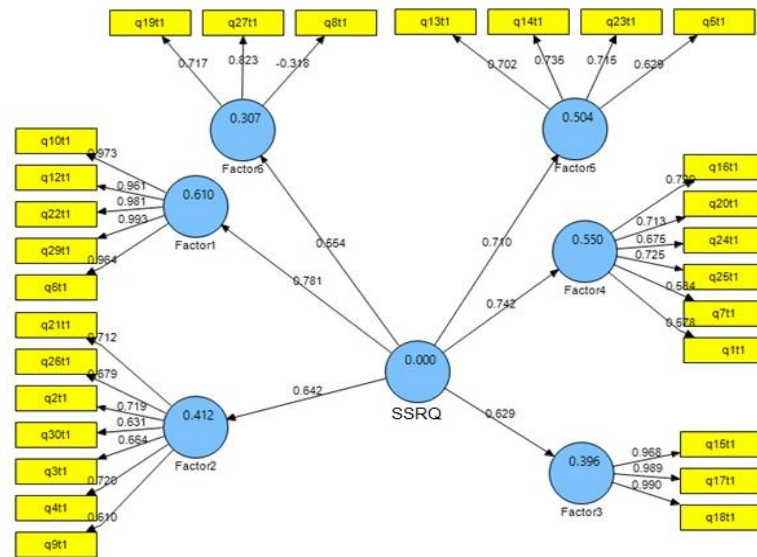 q19t1 q27t1 q8t1
q13t1 q14t1 q23t1 q5t1
0.717 0.823 -0.318
0.702 0.735 0.715 0.629
0.307
Factor6
0.504
Factor5
q10t1
q12t1
q22t1
q29t1
q6t1
0.973
0.961
0.981
0.993
0.964
0.610
Factor1
q16t1
q20t1
q24t1
q25t1
q7t1
q1t1
0.713
0.675
0.725
0.578
0.550
Factor4
0.554
0.710
0.781
0.742
0.000
SSRQ
0.642
0.629
q21t1
q26t1
q2t1
q30t1
q3t1
q4t1
q9t1
0.712
0.679
0.719
0.631
0.664
0.720
0.610
0.412
Factor2
0.396
Factor3
0.968
0.989
0.990
q15t1
q17t1
q18t1